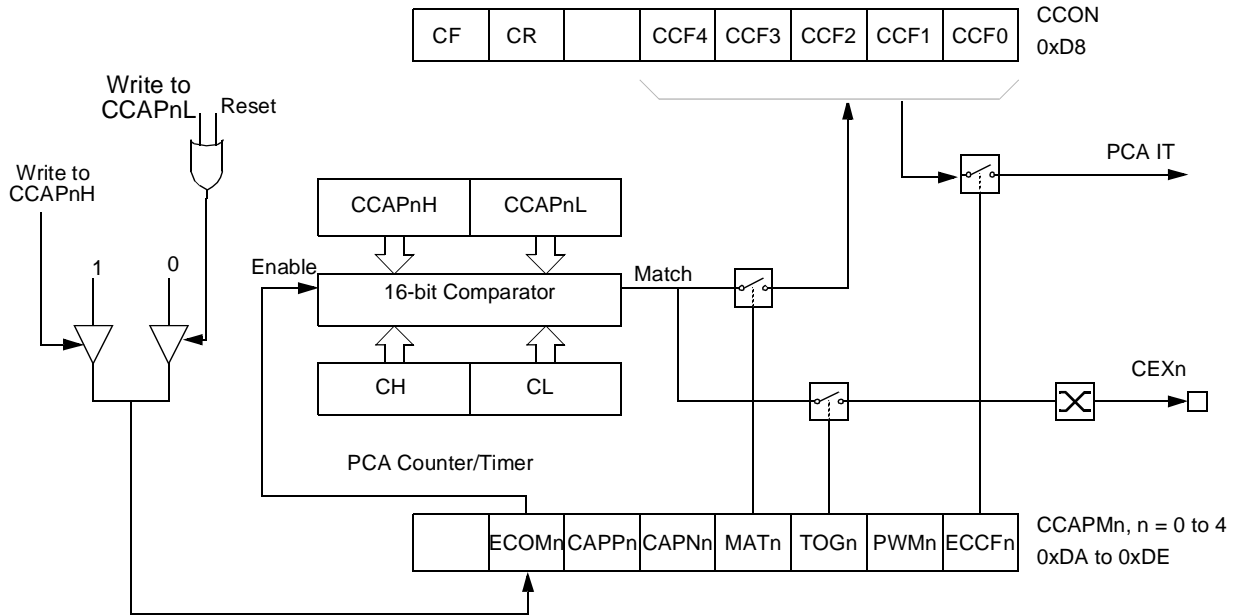 CF CR CCF4 CCF3 CCF2 CCF1 CCF0
CCON
0xD8
Write to
CCAPnL
Reset
Write to
CCAPnH
PCA IT
CCAPnH CCAPnL
1 0
Enable
16-bit Comparator
Match
CH CL
CEXn
PCA Counter/Timer
ECOMn CAPPn CAPNn MATn TOGn PWMn ECCFn
CCAPMn, n = 0 to 4
0xDA to 0xDE